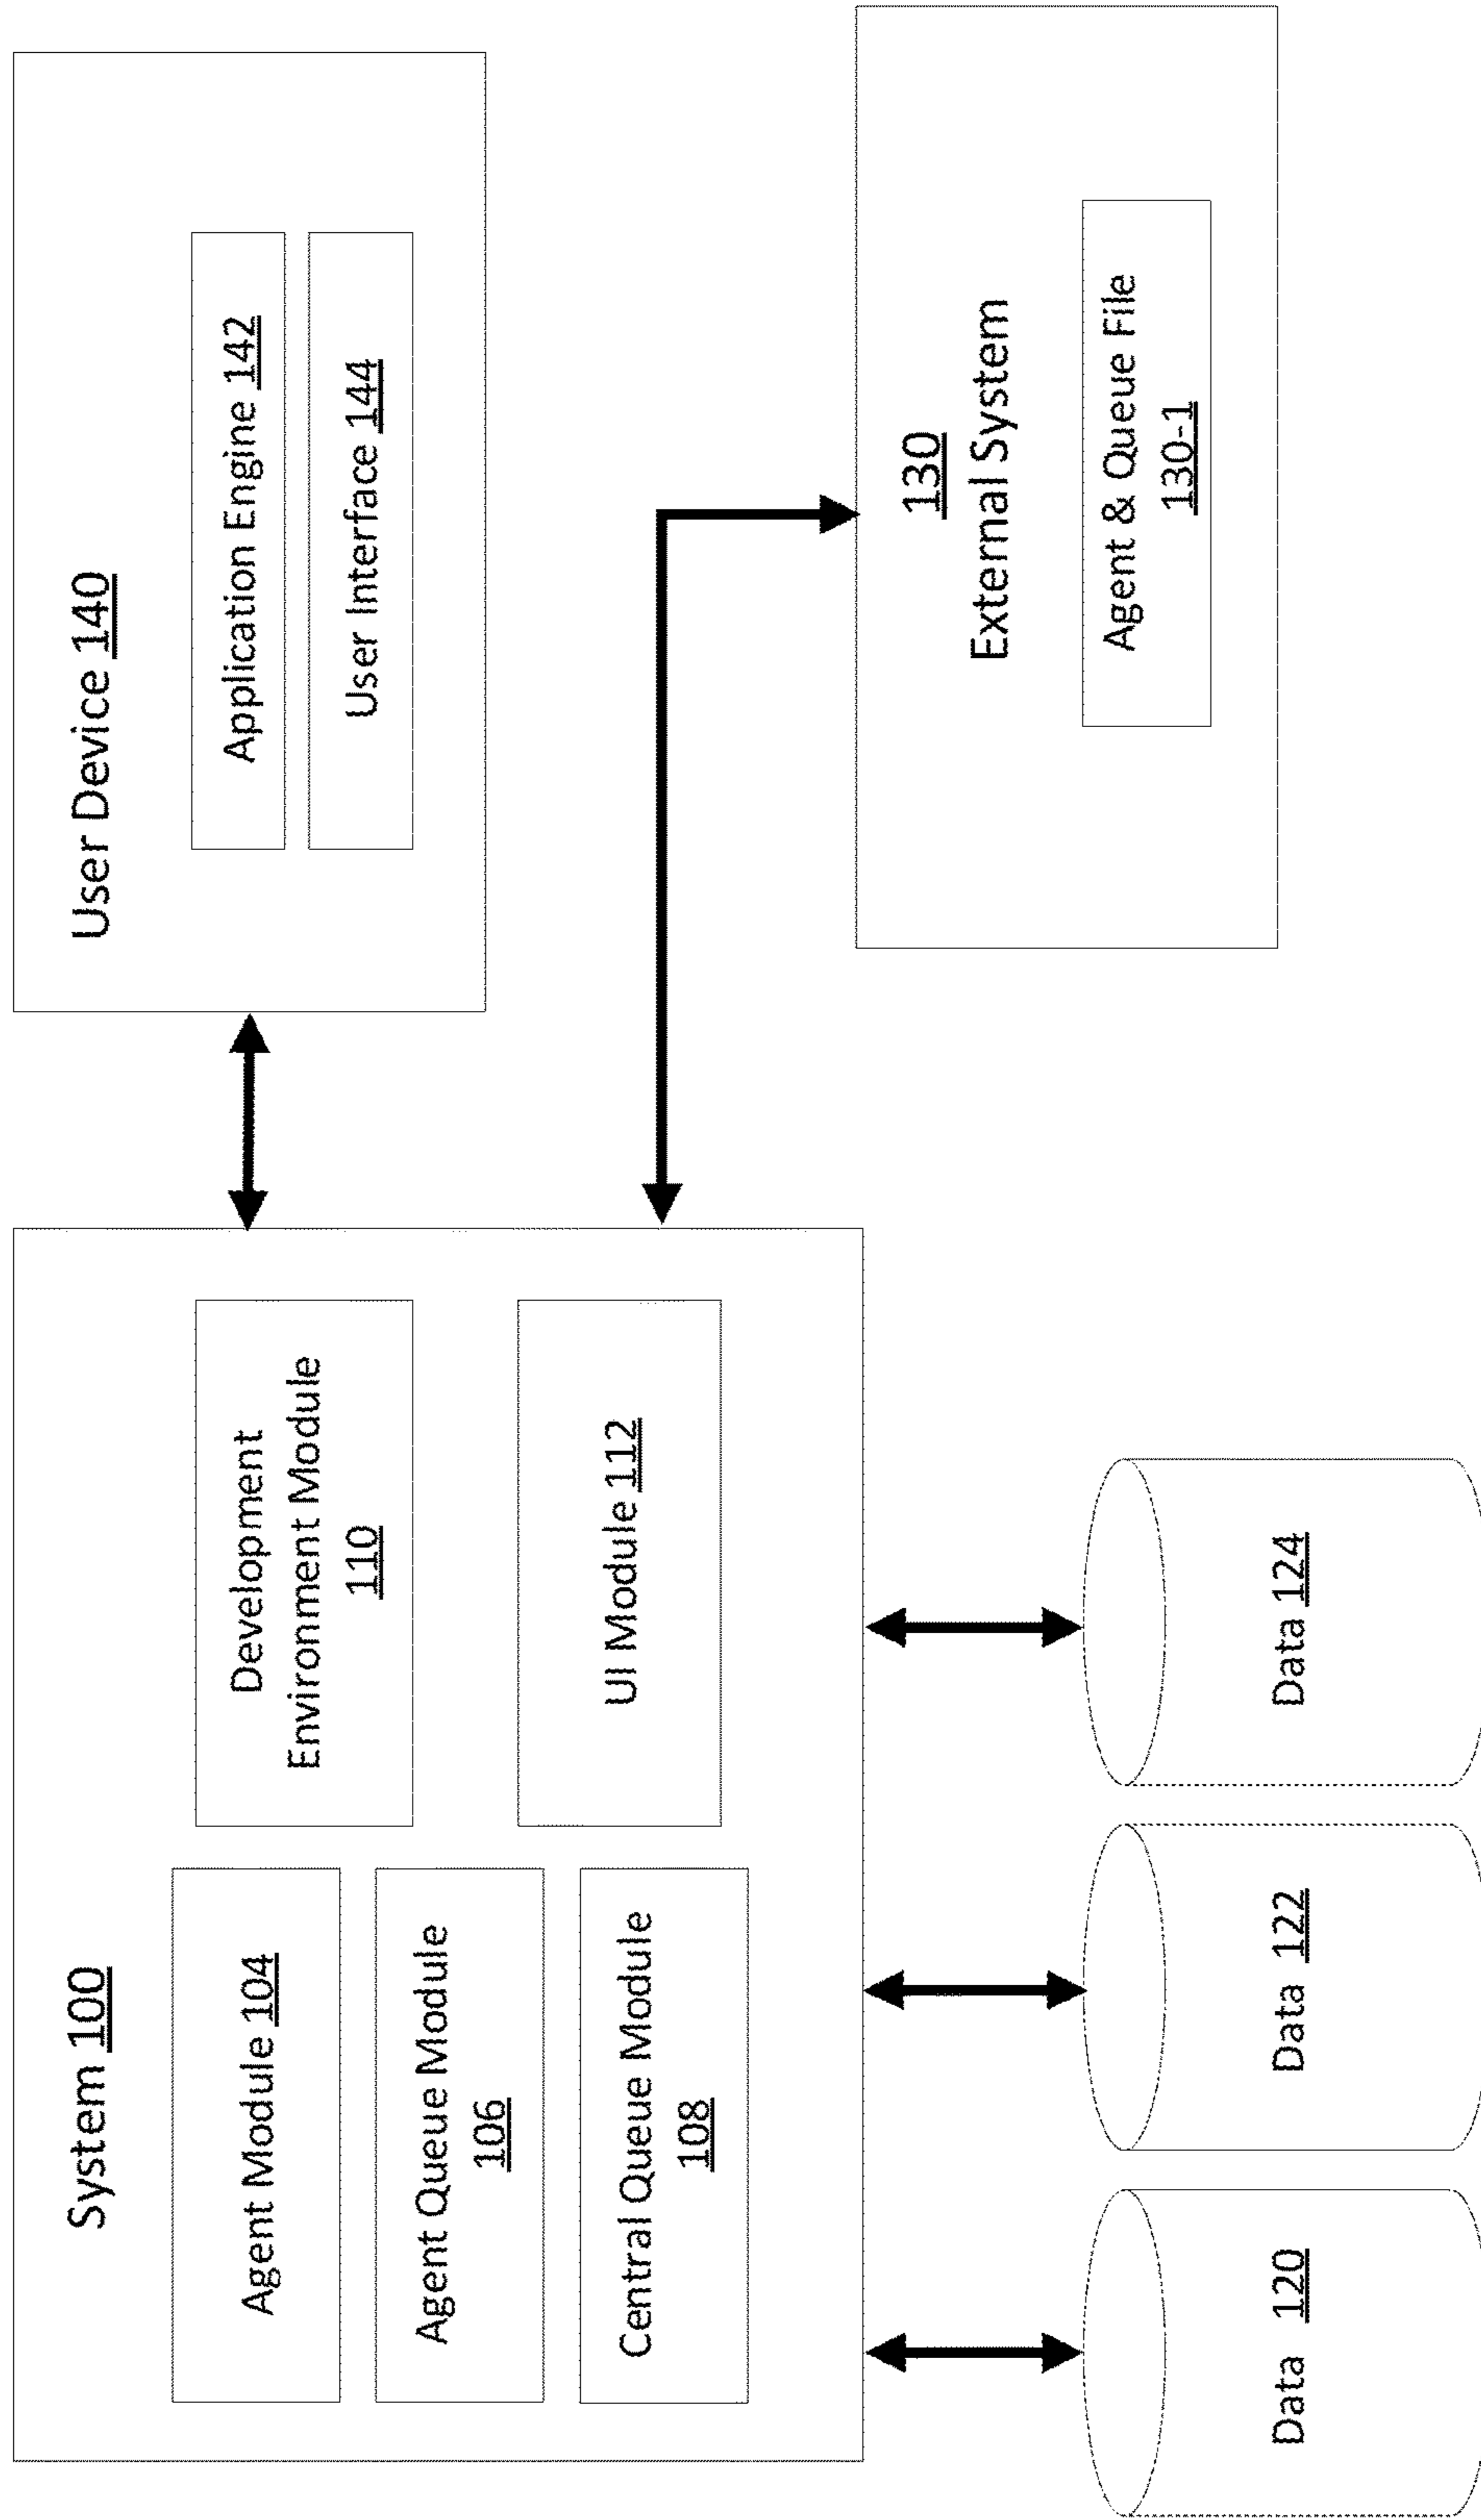 System 100
Agent Module 104
Agent Queue Module
106
Central Queue Module
108
Development
Environment Module
110
UI Module 112
User Device 140
Application Engine 142
User Interface 144
130
External System
Agent & Queue File
130-1
Data 120
Data 122
Data 124